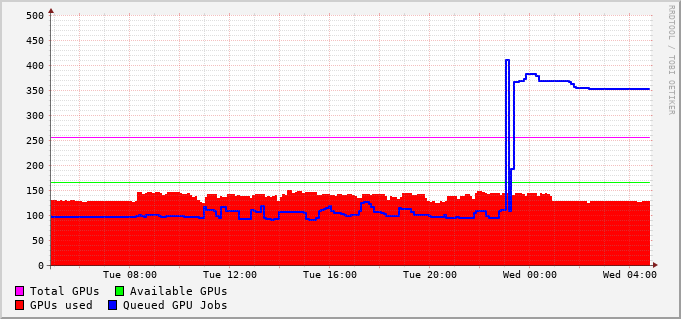 500
450
400
350
300
250
200
150
100
50
0
Tue 08:00 Tue 12:00 Tue 16:00 Tue 20:00 Wed 00:00 Wed 04:00
Total GPUs Available GPUs
GPUs used Queued GPU Jobs
RRDTOOL / TOBI OETIKER